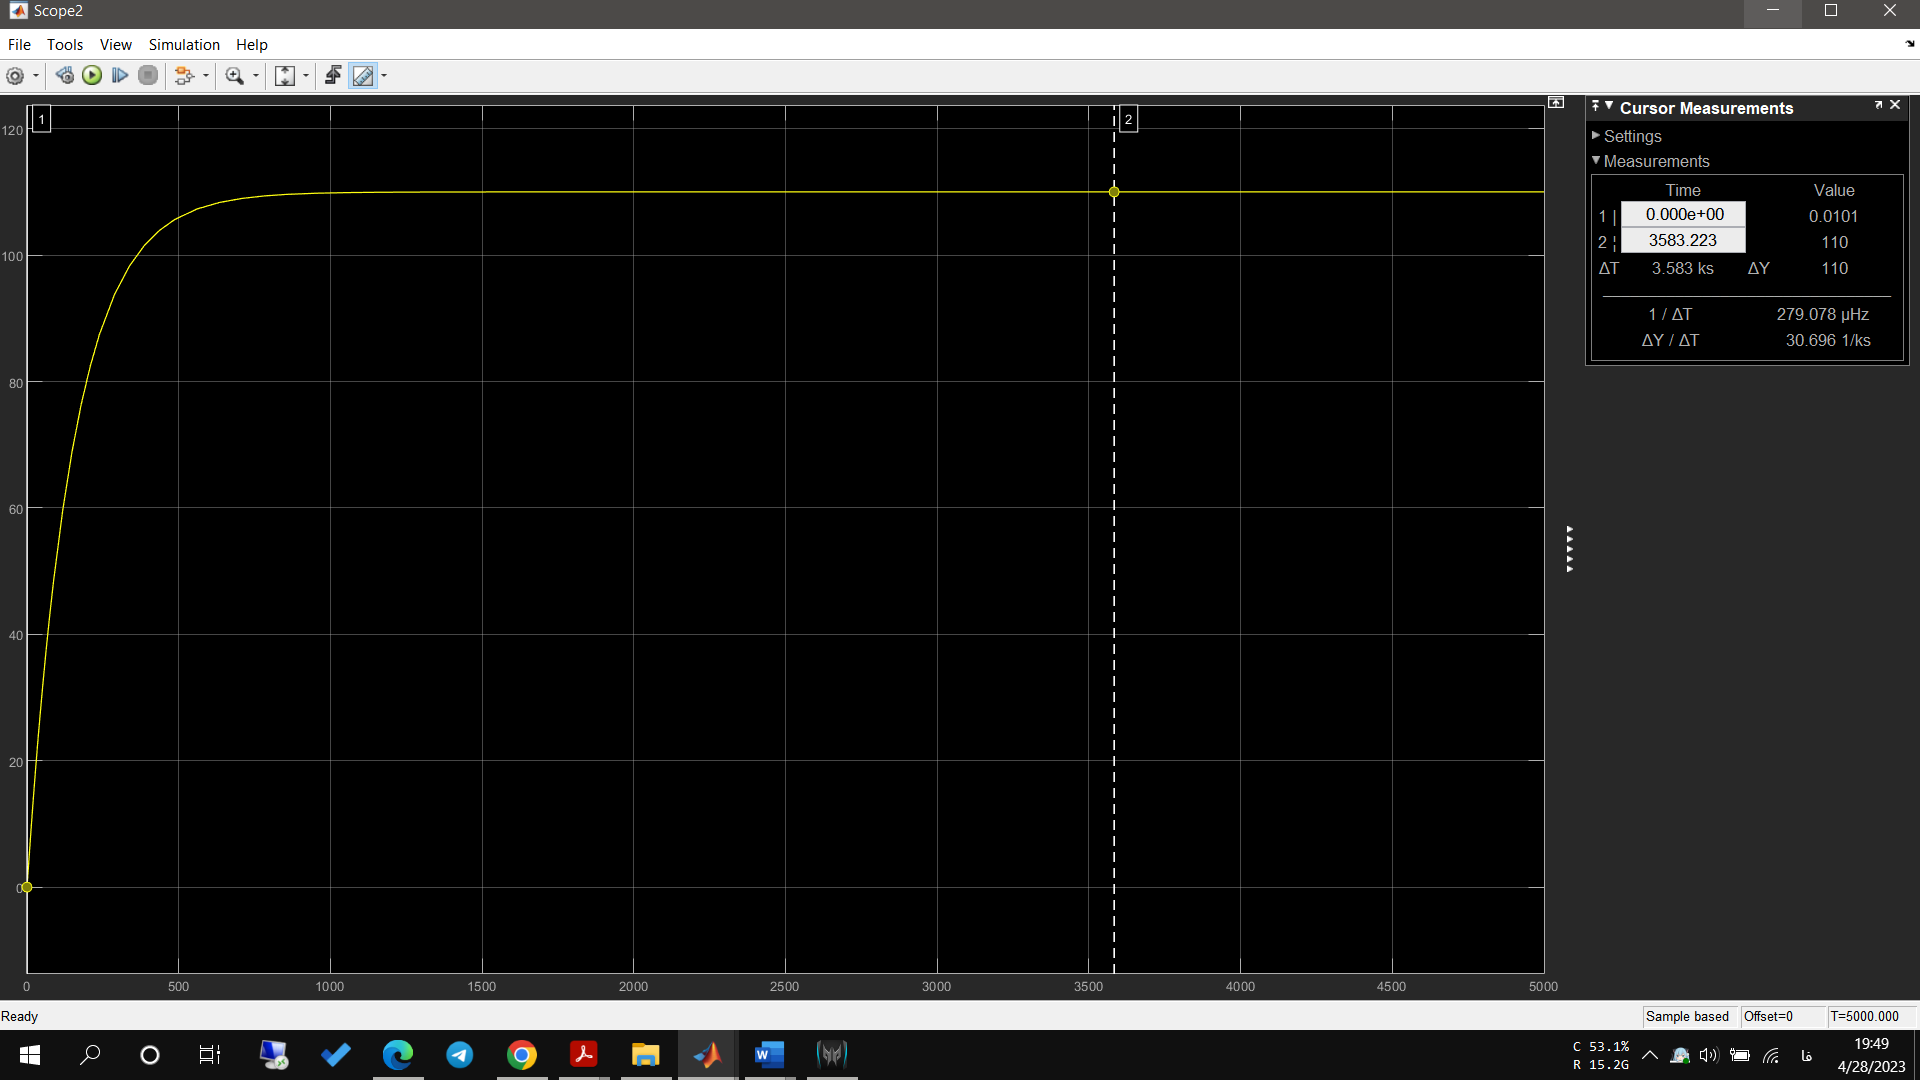 Scope2
File Tools View Simulation Help
1
2
120
100
80
60
40
20
0
0 500 1000 1500 2000 2500 3000 3500 4000 4500 5000
Cursor Measurements
Settings
Measurements
Time Value
1 | 0.000e+00 0.0101
2 ¦ 3583.223 110
ΔT 3.583 ks ΔY 110
1 / ΔT 279.078 µHz
ΔY / ΔT 30.696 1/ks
Ready
Sample based Offset=0 T=5000.000
C 53.1%
R 15.2G
فا
19:49
4/28/2023